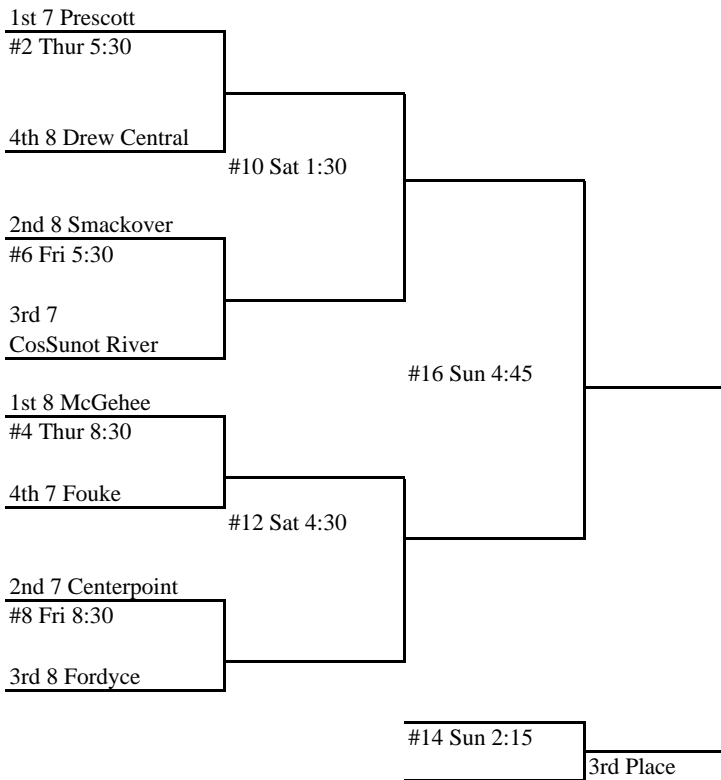 1st 7 Prescott
#2 Thur 5:30
4th 8 Drew Central
#10 Sat 1:30
2nd 8 Smackover
#6 Fri 5:30
3rd 7
CosSunot River
#16 Sun 4:45
1st 8 McGehee
#4 Thur 8:30
4th 7 Fouke
#12 Sat 4:30
2nd 7 Centerpoint
#8 Fri 8:30
3rd 8 Fordyce
#14 Sun 2:15
3rd Place